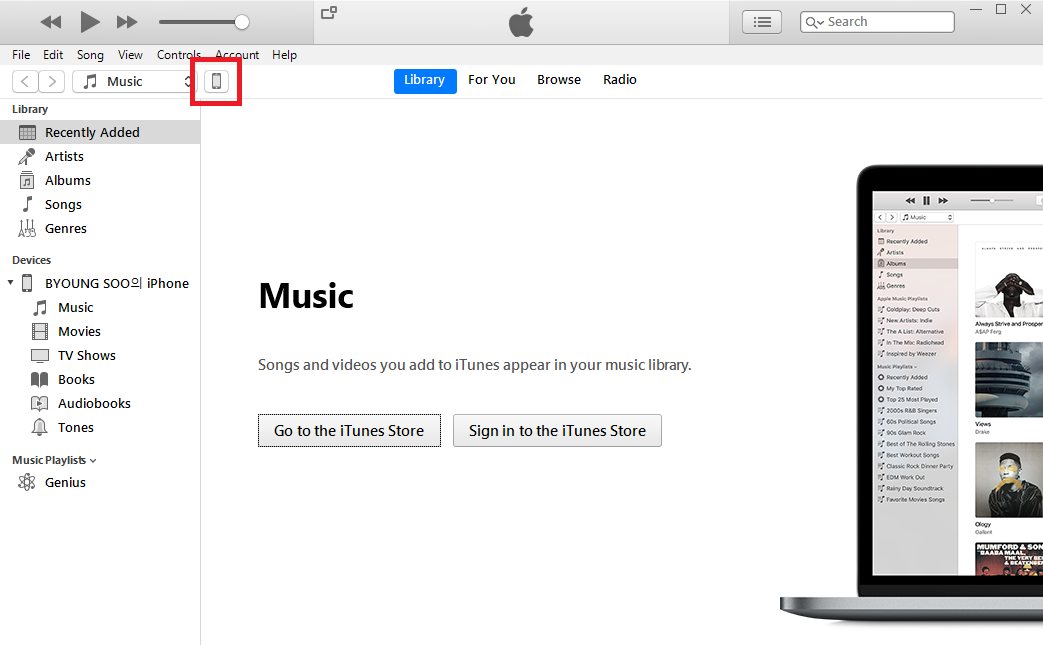 Search
File Edit Song View Controls Account Help
Music
Library For You Browse Radio
Library
Recently Added
Artists
Albums
Songs
Genres
Devices
BYOUNG SOO의 iPhone
Music
Movies
TV Shows
Books
Audiobooks
Tones
Music Playlists
Genius
Music
Songs and videos you add to iTunes appear in your music library.
Go to the iTunes Store
Sign in to the iTunes Store
Music
Library
Recently Added
Artists
Albums
Songs
Genres
Apple Music Playlists
Coldplay: Deep Cuts
New Artists: Indie
The A List: Alternative
In The Mix: Radiohead
Inspired by Weezer
Music Playlists
Recently Added
My Top Rated
Top 25 Most Played
2000s R&B Singers
60s Political Songs
90s Glam Rock
Best of The Rolling Stones
Best Workout Songs
Classic Rock Dinner Party
EDM Work Out
Rainy Day Soundtrack
Favorite Movies Songs
ALWAYS STRIVE AND
Always Strive and Prosper
A$AP Ferg
Views
Drake
Ology
Gallant
MUMFORD & SON
"BAABA MAAL,
THE VERY BE
& BEATENBE